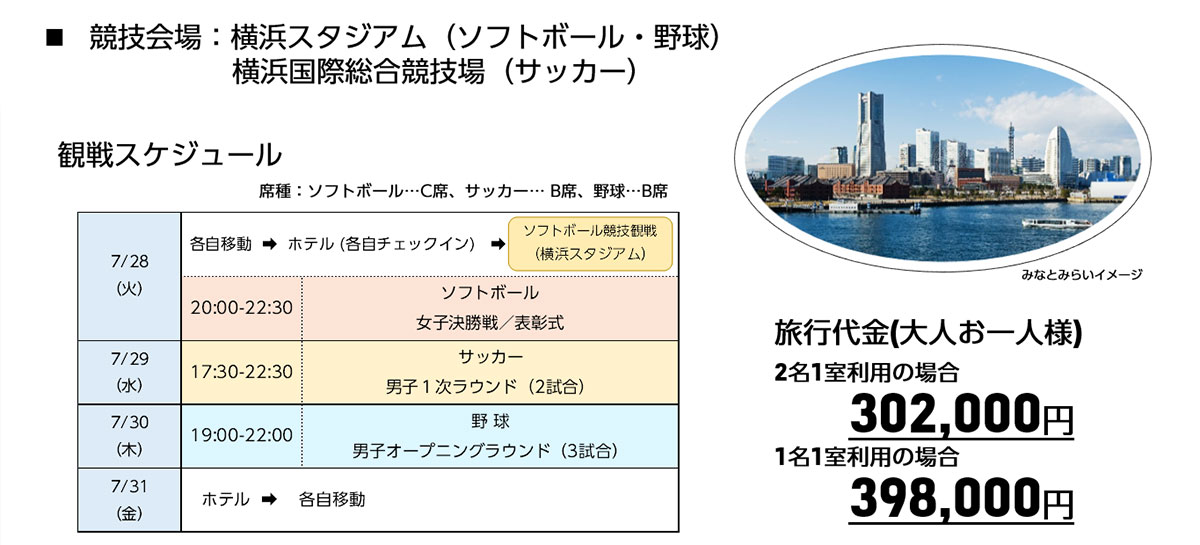 ■ 競技会場：横浜スタジアム（ソフトボール・野球）
横浜国際総合競技場（サッカー）
観戦スケジュール
席種：ソフトボール…C席、サッカー… B席、野球…B席
7/28
（火）
各自移動 ➡ ホテル (各自チェックイン) ➡
ソフトボール競技観戦
（横浜スタジアム）
20:00-22:30
ソフトボール
女子決勝戦／表彰式
7/29
（水）
17:30-22:30
サッカー
男子１次ラウンド（2試合）
7/30
（木）
19:00-22:00
野 球
男子オープニングラウンド（3試合）
7/31
（金）
ホテル ➡ 各自移動
みなとみらいイメージ
旅行代金(大人お一人様)
2名1室利用の場合
302,000円
1名1室利用の場合
398,000円